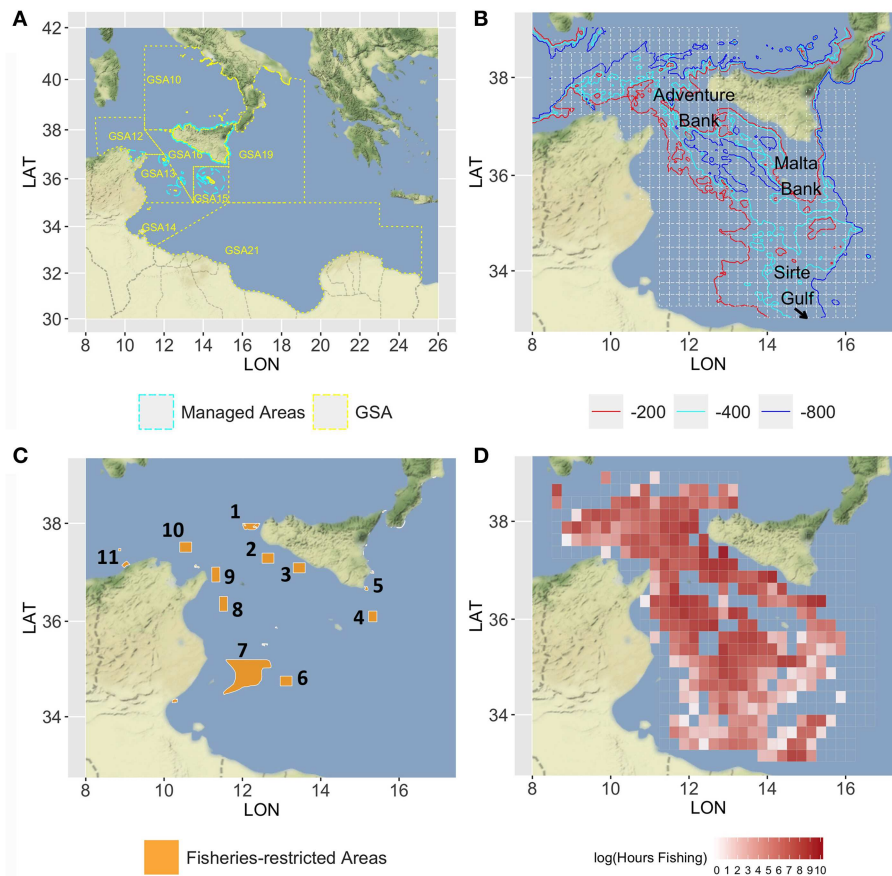 A
42
40
38
36
34
32
30
LAT
GSA10
GSA12
GSA16
GSA19
GSA13
GSA15
GSA14
GSA21
8 10 12 14 16 18 20 22 24 26
LON
Managed Areas GSA
B
38
36
34
LAT
Adventure
Bank
Malta
Bank
Sirte
Gulf
8 10 12 14 16
LON
-200 -400 -800
C
38
36
34
LAT
1
10
2
11
3
9
5
8
4
7
6
8 10 12 14 16
LON
Fisheries-restricted Areas
D
38
36
34
LAT
8 10 12 14 16
LON
log(Hours Fishing)
0 1 2 3 4 5 6 7 8 9 10